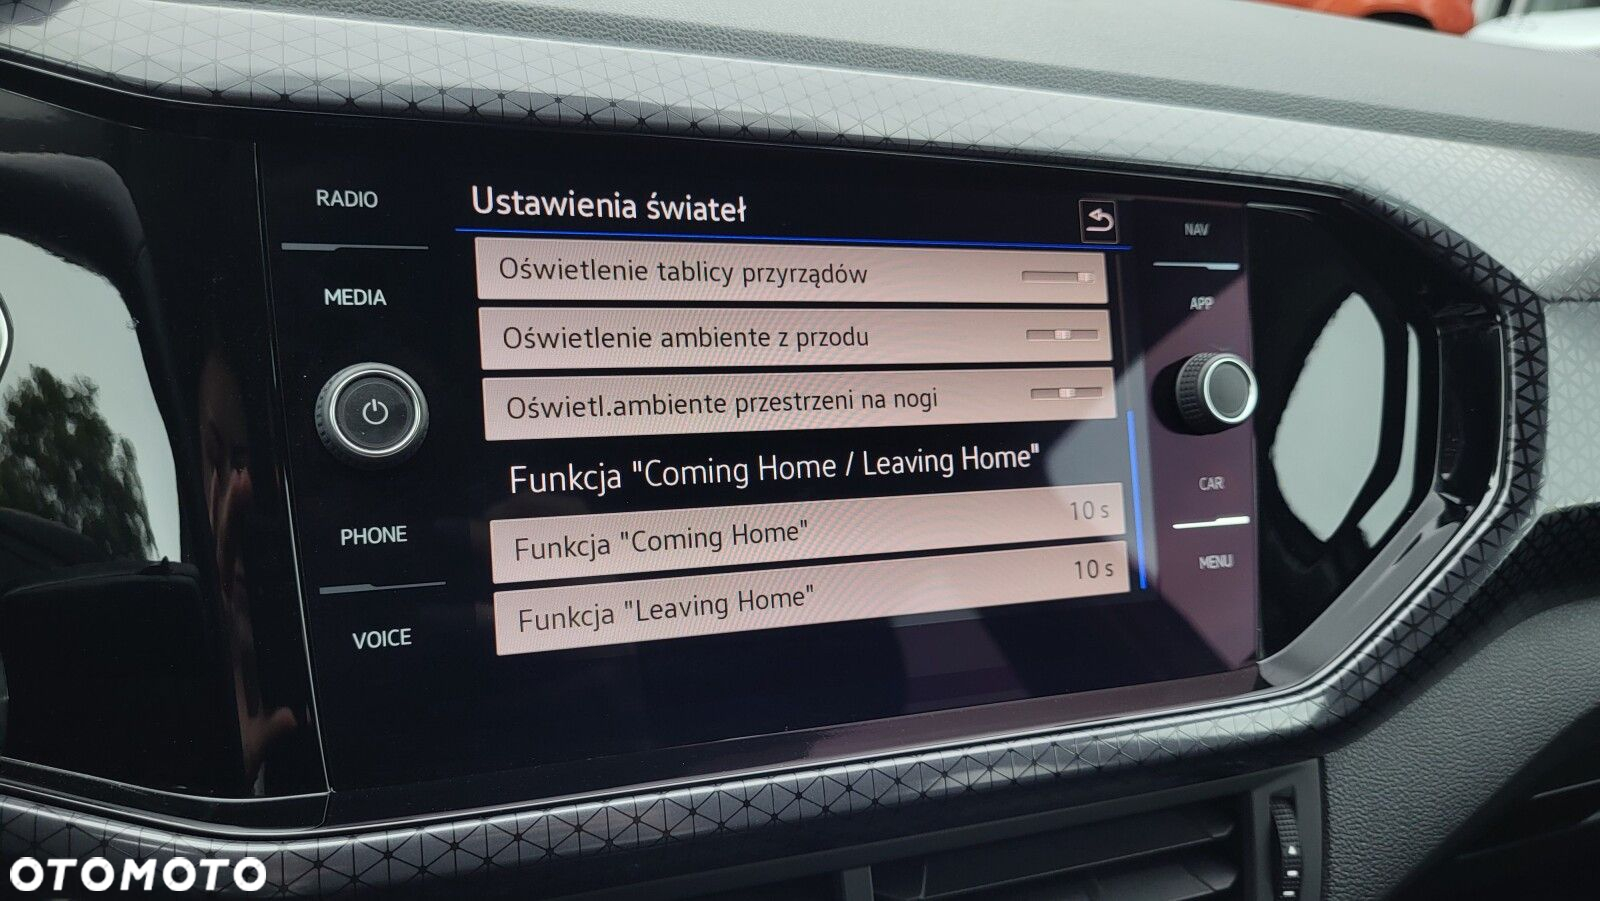 RADIO
MEDIA
PHONE
VOICE
Ustawienia świateł
Oświetlenie tablicy przyrządów
Oświetlenie ambiente z przodu
Oświetl.ambiente przestrzeni na nogi
Funkcja "Coming Home / Leaving Home"
Funkcja "Coming Home" 10 s
Funkcja "Leaving Home" 10 s
NAV
APP
CAR
MENU
OTOMOTO